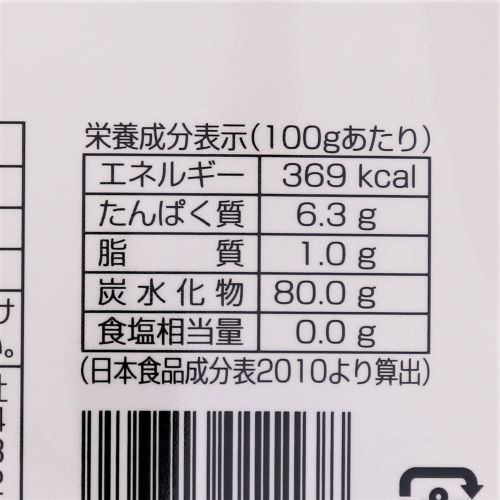 栄養成分表示(100gあたり)
エネルギー 369 kcal
たんぱく質 6.3 g
脂質 1.0 g
炭水化物 80.0 g
食塩相当量 0.0 g
(日本食品成分表2010より算出)